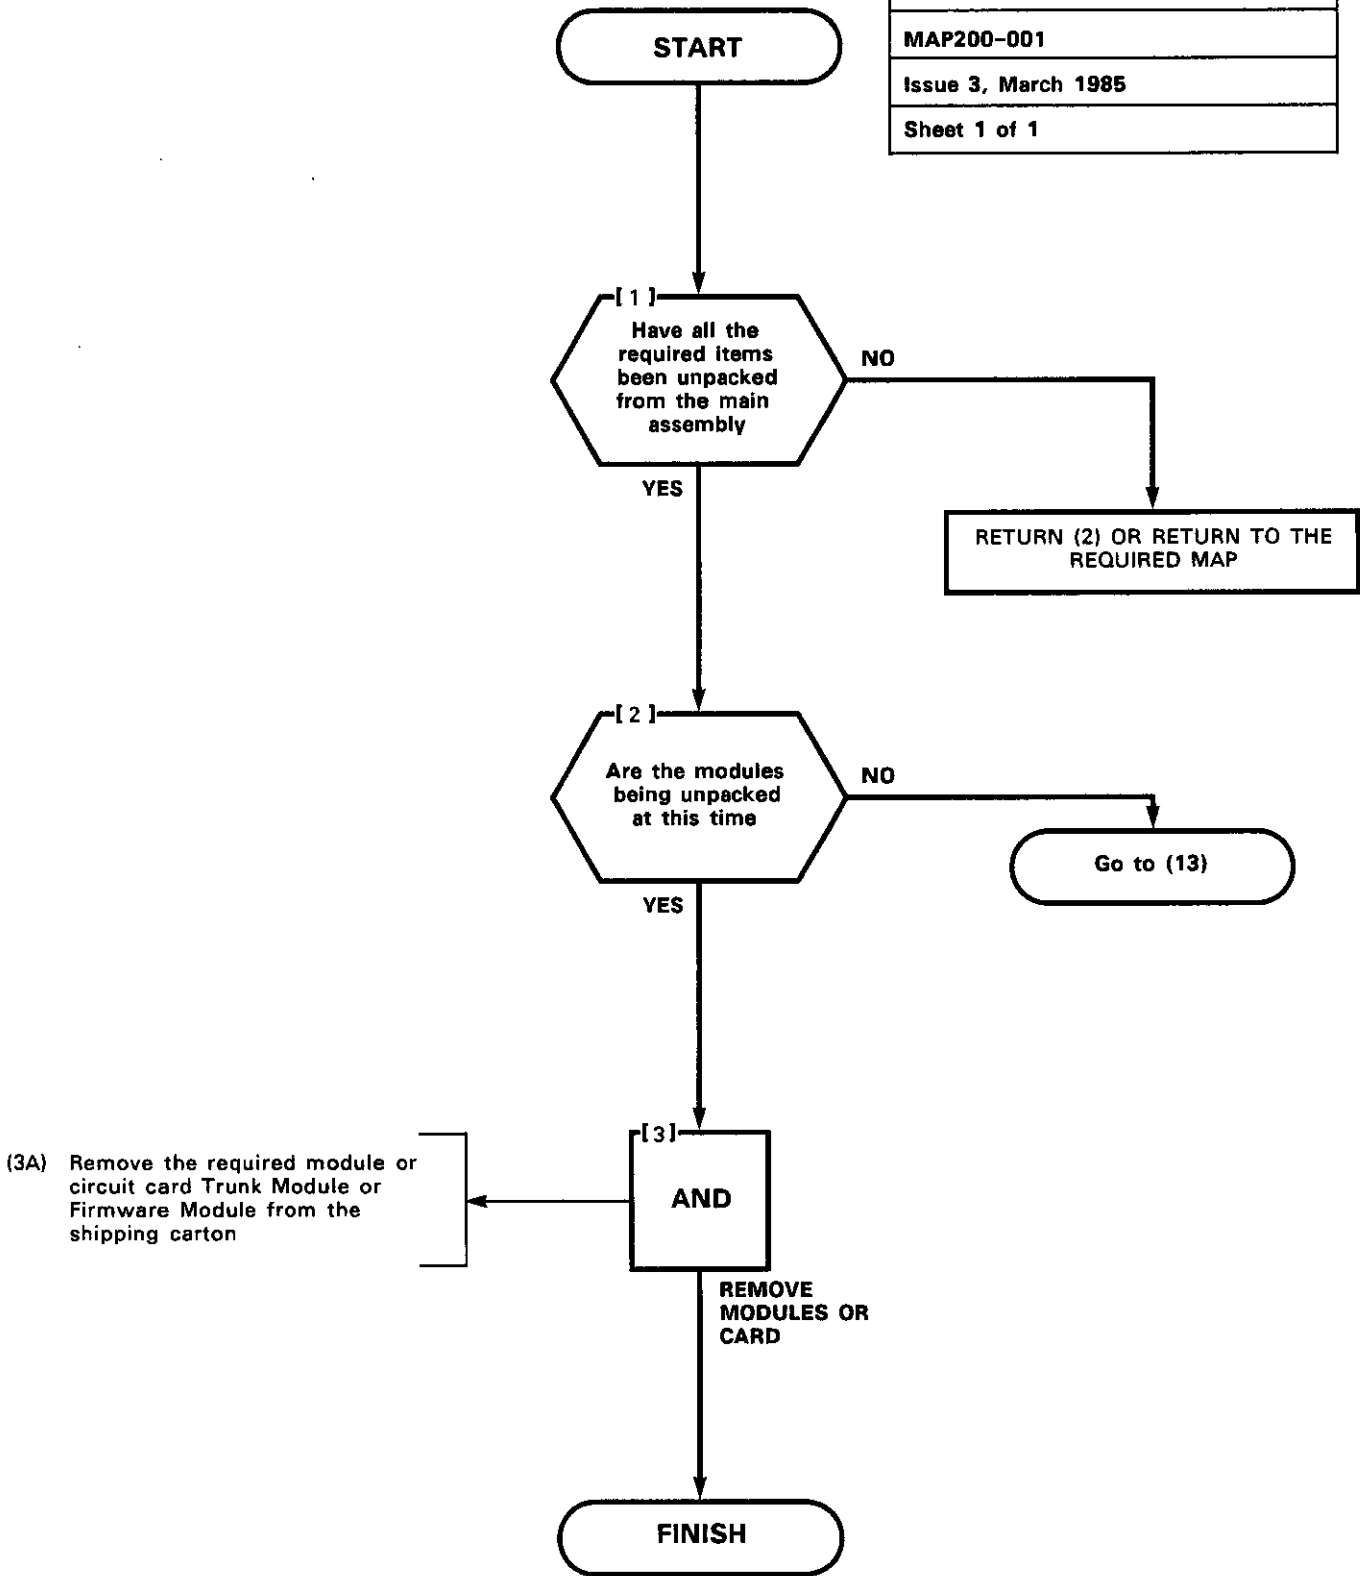 START
MAP200-001
Issue 3, March 1985
Sheet 1 of 1
[ 1 ]
Have all the
required items
been unpacked
from the main
assembly
NO
YES
RETURN (2) OR RETURN TO THE
REQUIRED MAP
[ 2 ]
Are the modules
being unpacked
at this time
NO
Go to (13)
YES
[3]
AND
(3A) Remove the required module or
circuit card Trunk Module or
Firmware Module from the
shipping carton
REMOVE
MODULES OR
CARD
FINISH